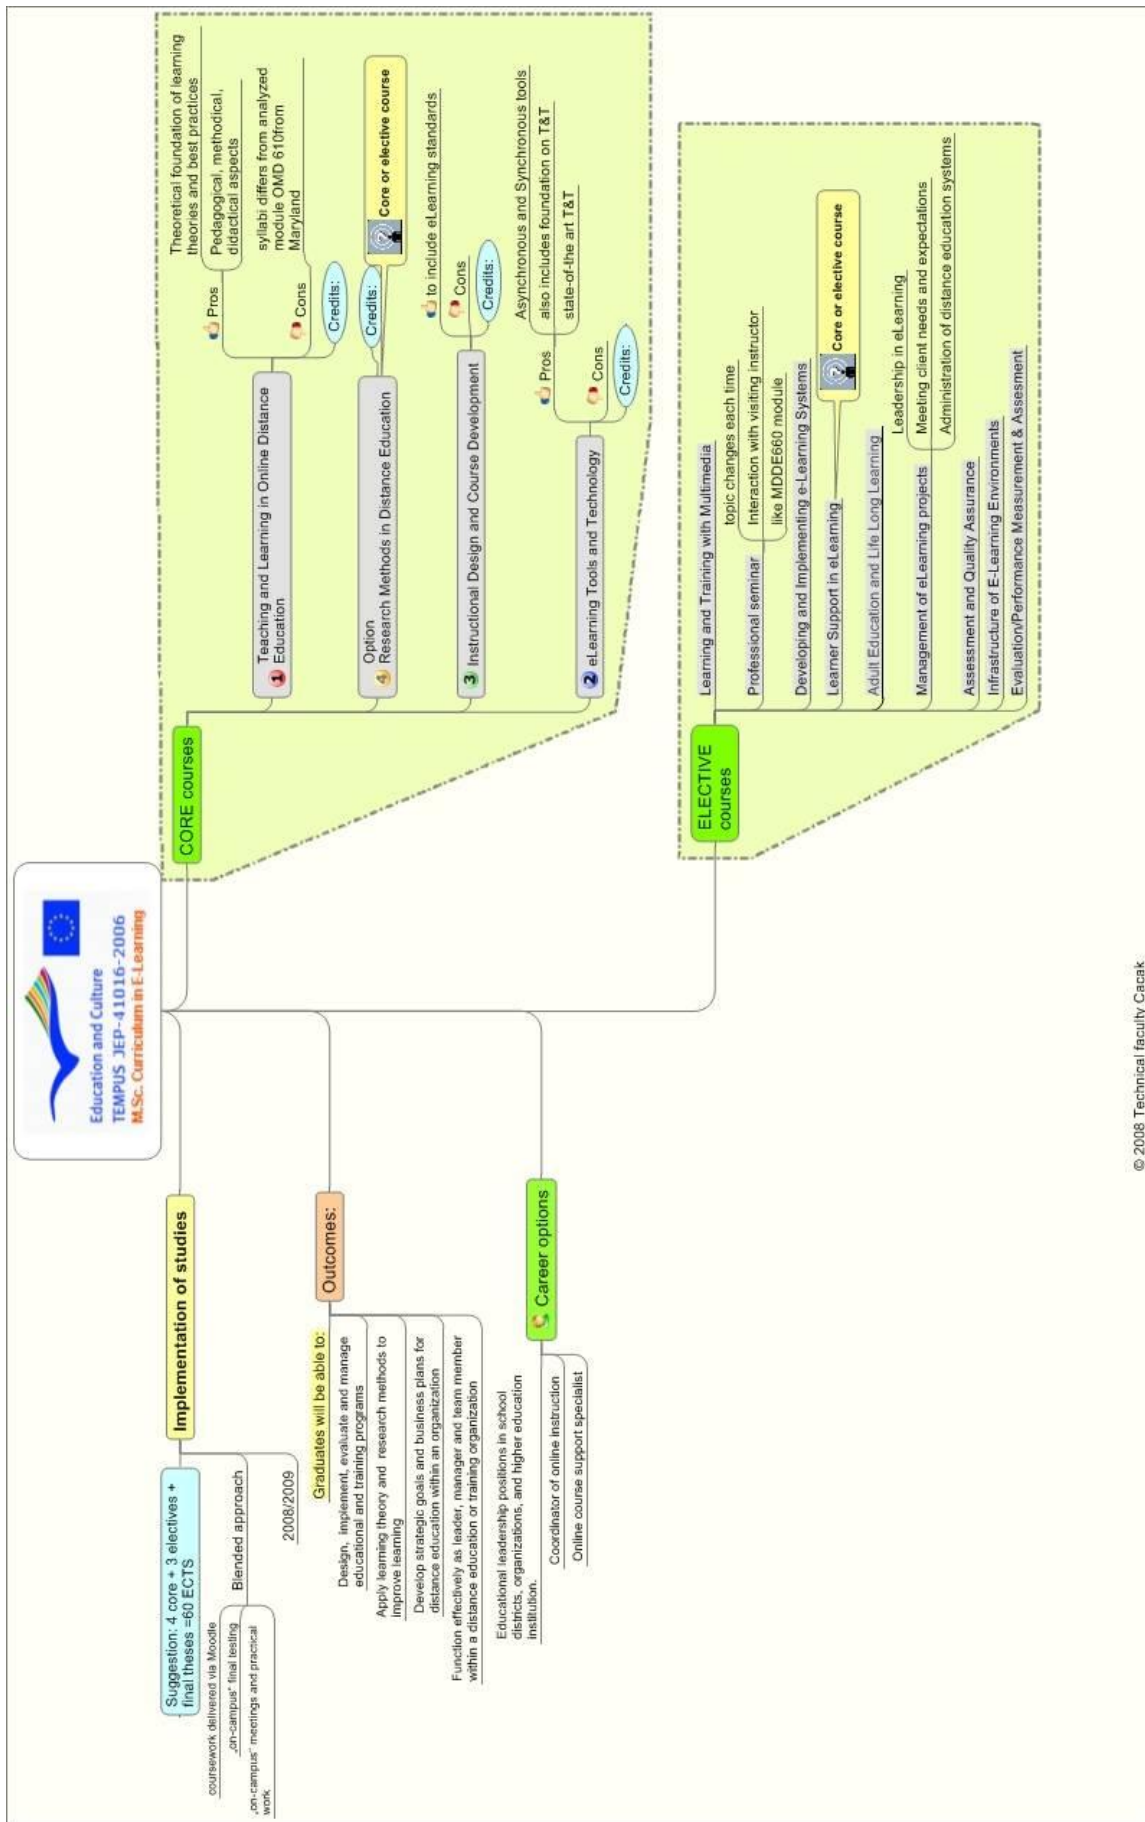 Education and Culture
TEMPUS JEP-41016-2006
M.Sc. Curriculum in E-Learning
Implementation of studies
Suggestion: 4 core + 3 electives +
final theses =60 ECTS
Blended approach
coursework delivered via Moodle
„on-campus“ final testing
„on-campus“ meetings and practical
work
2008/2009
Outcomes:
Graduates will be able to:
Design, implement, evaluate and manage
educational and training programs
Apply learning theory and research methods to
improve learning
Develop strategic goals and business plans for
distance education within an organization
Function effectively as leader, manager and team member
within a distance education or training organization
Career options
Educational leadership positions in school
districts, organizations, and higher education
institution.
Coordinator of online instruction
Online course support specialist
CORE courses
1 Teaching and Learning in Online Distance
Education
Pros
Theoretical foundation of learning
theories and best practices
Pedagogical, methodical,
didactical aspects
Cons
syllabi differs from analyzed
module OMD 610from
Maryland
Credits:
Option
4 Research Methods in Distance Education
Credits:
? Core or elective course
3 Instructional Design and Course Development
to include eLearning standards
Cons
Credits:
2 eLearning Tools and Technology
Pros
Asynchronous and Synchronous tools
also includes foundation on T&T
state-of-the art T&T
Cons
Credits:
ELECTIVE
courses
Learning and Training with Multimedia
Professional seminar
topic changes each time
Interaction with visiting instructor
like MDDE660 module
Developing and Implementing e-Learning Systems
Learner Support in eLearning
? Core or elective course
Adult Education and Life Long Learning
Management of eLearning projects
Leadership in eLearning
Meeting client needs and expectations
Administration of distance education systems
Assessment and Quality Assurance
Infrastructure of E-Learning Environments
Evaluation/Performance Measurement & Assesment
© 2008 Technical faculty Cacak